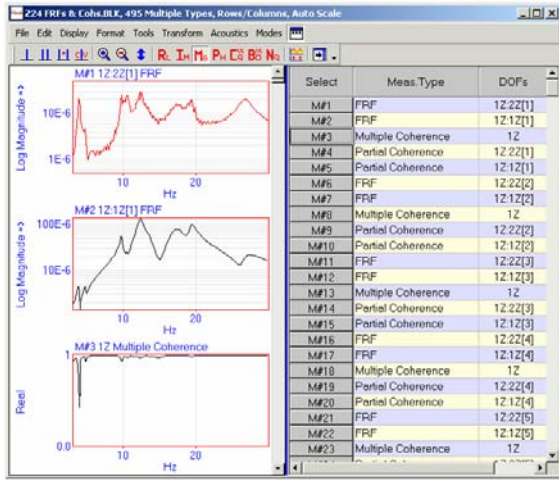 Z24 FRFs & Cohs.BLK, 495 Multiple Types, Rows/Columns, Auto Scale
File Edit Display Format Tools Transform Acoustics Modes
M#1 1Z:2Z[1] FRF
Log Magnitude
10E-6
1E-6
10 20
Hz
M#2 1Z:1Z[1] FRF
Log Magnitude
100E-6
10E-6
10 20
Hz
M#3 1Z Multiple Coherence
Real
1
0.0
10 20
Hz
Select Meas.Type DOFs
M#1 FRF 1Z:2Z[1]
M#2 FRF 1Z:1Z[1]
M#3 Multiple Coherence 1Z
M#4 Partial Coherence 1Z:2Z[1]
M#5 Partial Coherence 1Z:1Z[1]
M#6 FRF 1Z:2Z[2]
M#7 FRF 1Z:1Z[2]
M#8 Multiple Coherence 1Z
M#9 Partial Coherence 1Z:2Z[2]
M#10 Partial Coherence 1Z:1Z[2]
M#11 FRF 1Z:2Z[3]
M#12 FRF 1Z:1Z[3]
M#13 Multiple Coherence 1Z
M#14 Partial Coherence 1Z:2Z[3]
M#15 Partial Coherence 1Z:1Z[3]
M#16 FRF 1Z:2Z[4]
M#17 FRF 1Z:1Z[4]
M#18 Multiple Coherence 1Z
M#19 Partial Coherence 1Z:2Z[4]
M#20 Partial Coherence 1Z:1Z[4]
M#21 FRF 1Z:2Z[5]
M#22 FRF 1Z:1Z[5]
M#23 Multiple Coherence 1Z